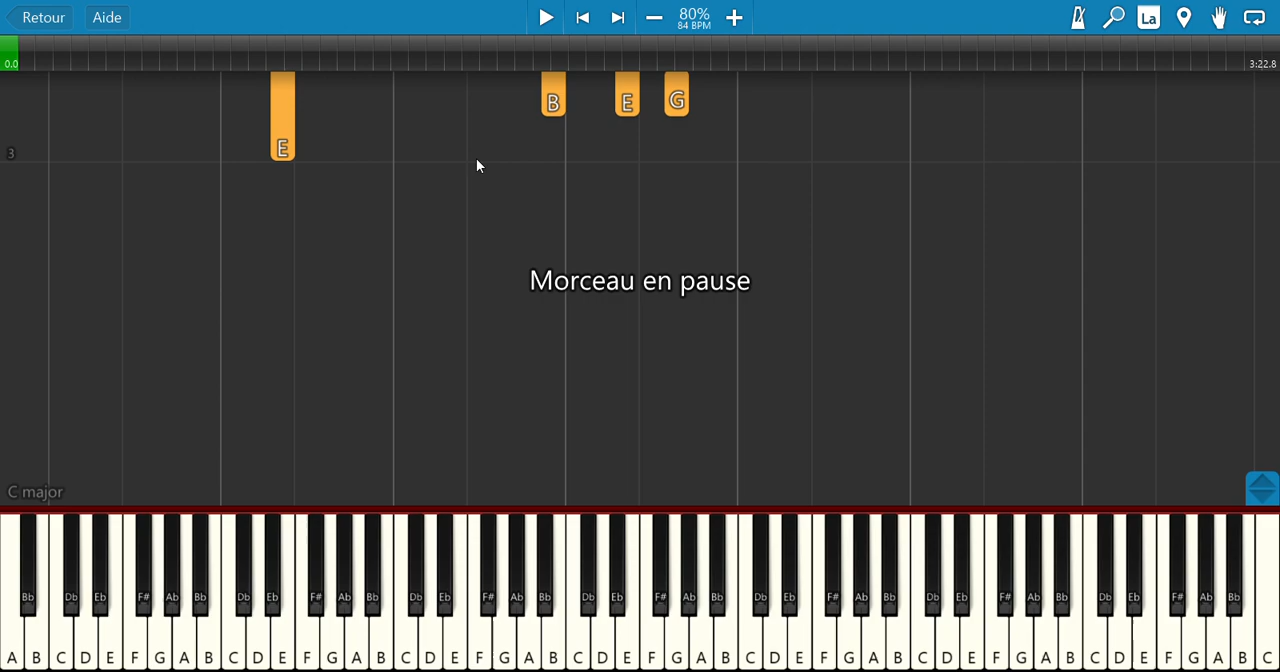 Retour Aide 80% La
84 BPM
0.0 3:22.8
B E G
E
3
Morceau en pause
C major
Bb Db Eb F# Ab Bb Db Eb F# Ab Bb Db Eb F# Ab Bb Db Eb F# Ab Bb Db Eb F# Ab Bb Db Eb F# Ab Bb Db Eb F# Ab Bb
A B C D E F G A B C D E F G A B C D E F G A B C D E F G A B C D E F G A B C D E F G A B C D E F G A B C